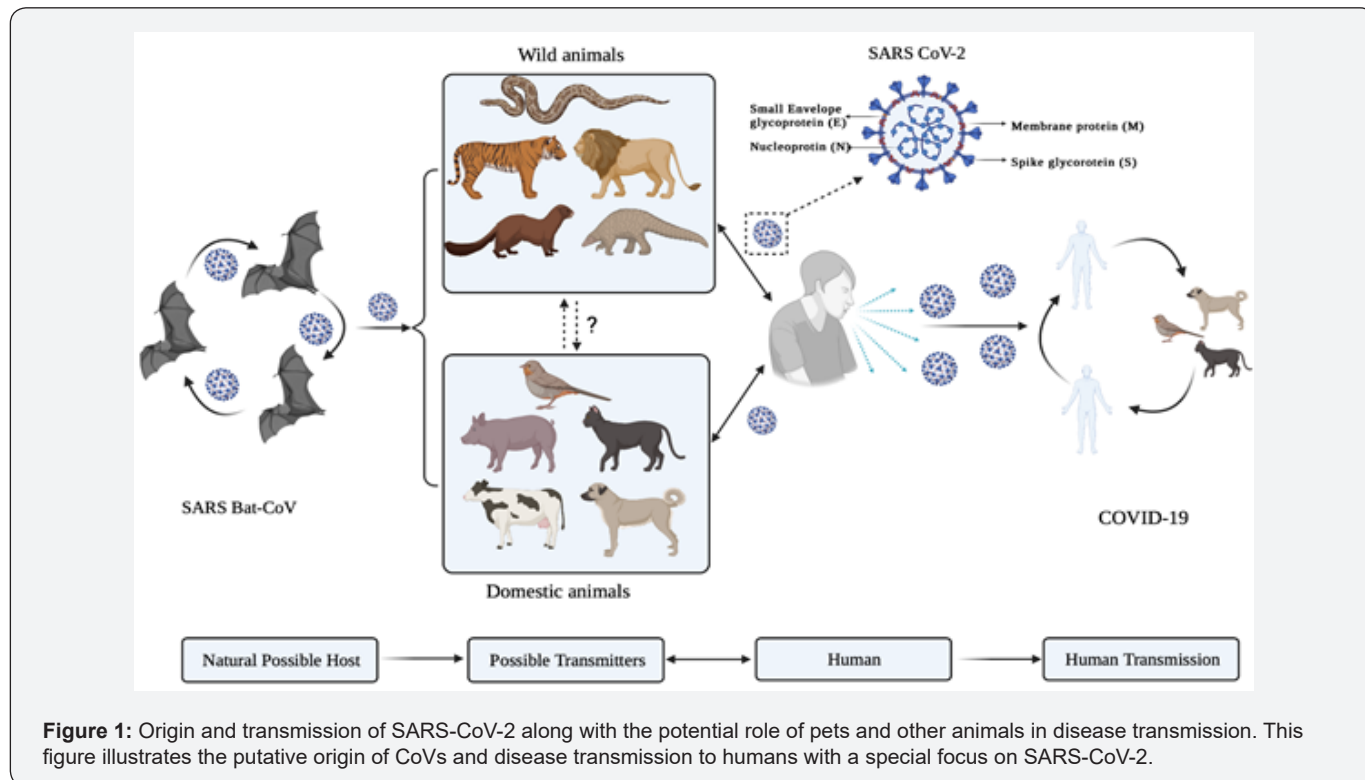 Wild animals
SARS CoV-2
Small Envelope
glycoprotein (E)
Nucleoprotin (N)
Membrane protein (M)
Spike glycorotein (S)
?
SARS Bat-CoV
COVID-19
Domestic animals
Natural Possible Host
Possible Transmitters
Human
Human Transmission
Figure 1: Origin and transmission of SARS-CoV-2 along with the potential role of pets and other animals in disease transmission. This
figure illustrates the putative origin of CoVs and disease transmission to humans with a special focus on SARS-CoV-2.